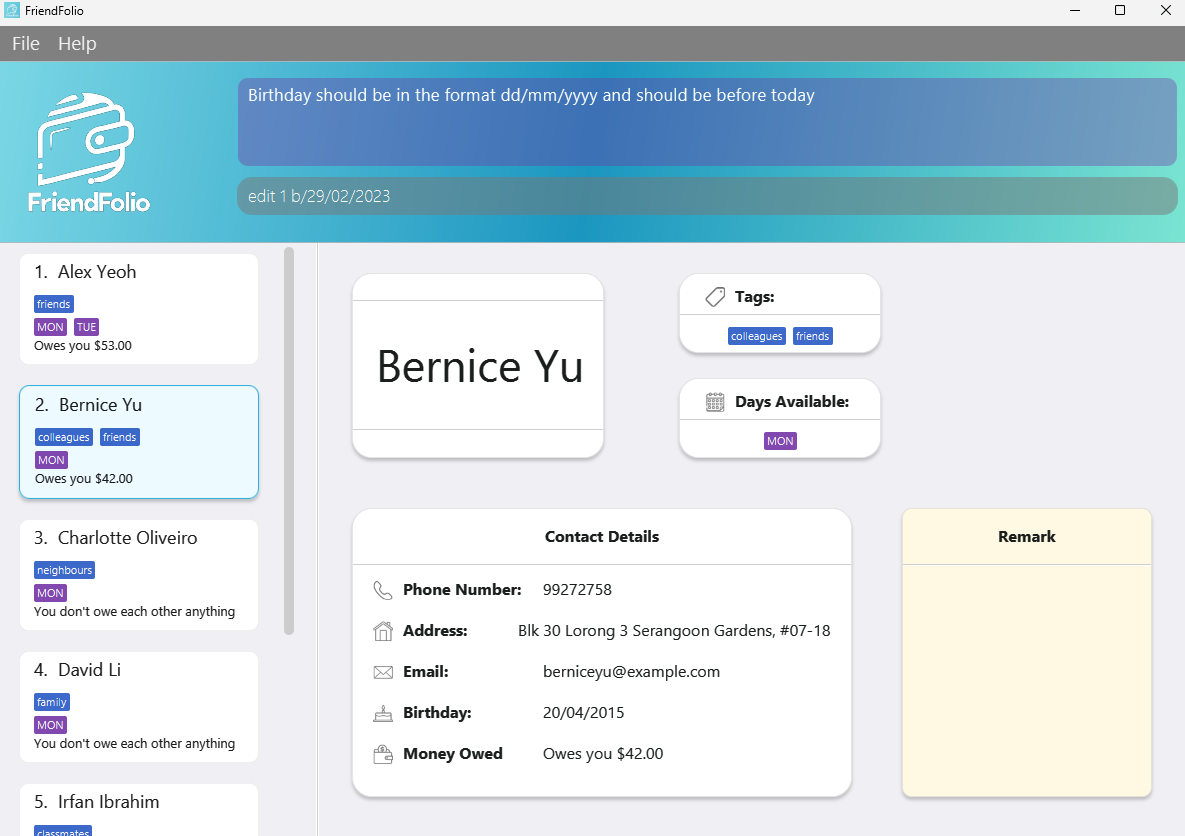 FriendFolio
File Help
Birthday should be in the format dd/mm/yyyy and should be before today
edit 1 b/29/02/2023
FriendFolio
1. Alex Yeoh
friends
MON TUE
Owes you $53.00
2. Bernice Yu
colleagues friends
MON
Owes you $42.00
3. Charlotte Oliveiro
neighbours
MON
You don't owe each other anything
4. David Li
family
MON
You don't owe each other anything
5. Irfan Ibrahim
classmates
Bernice Yu
Tags:
colleagues friends
Days Available:
MON
Contact Details
Phone Number: 99272758
Address: Blk 30 Lorong 3 Serangoon Gardens, #07-18
Email: berniceyu@example.com
Birthday: 20/04/2015
Money Owed Owes you $42.00
Remark